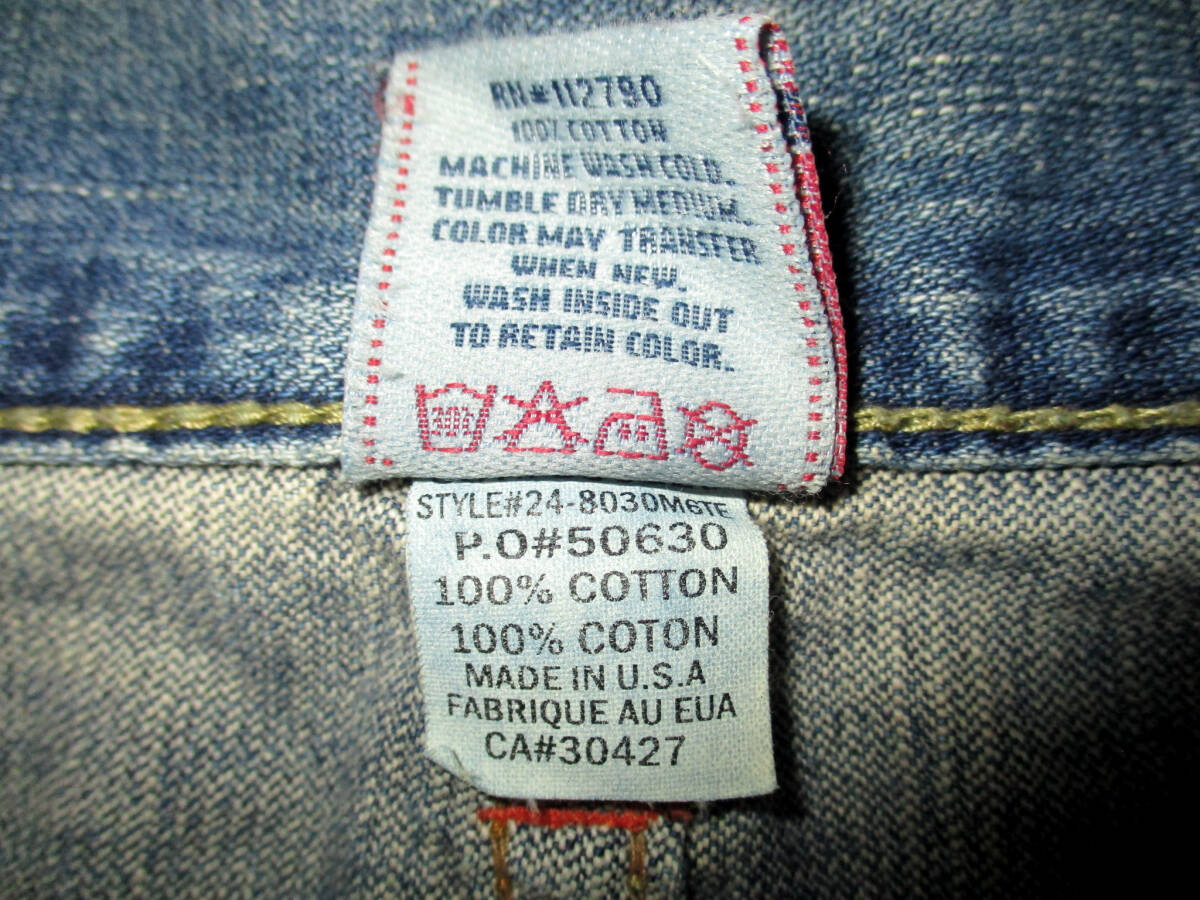 RN#112790
100% COTTON
MACHINE WASH COLD.
TUMBLE DRY MEDIUM.
COLOR MAY TRANSFER
WHEN NEW.
WASH INSIDE OUT
TO RETAIN COLOR.
30%
STYLE#24-8030M6TE
P.O#50630
100% COTTON
100% COTON
MADE IN U.S.A
FABRIQUE AU EUA
CA#30427